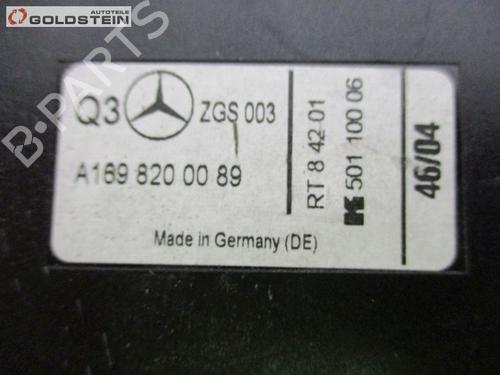 AUTOTEILE
GOLDSTEIN
B-PARTS
Q3 ZGS 003
A169 820 00 89
Made in Germany (DE)
RT 8 42 01
K 501 100 06
46/04